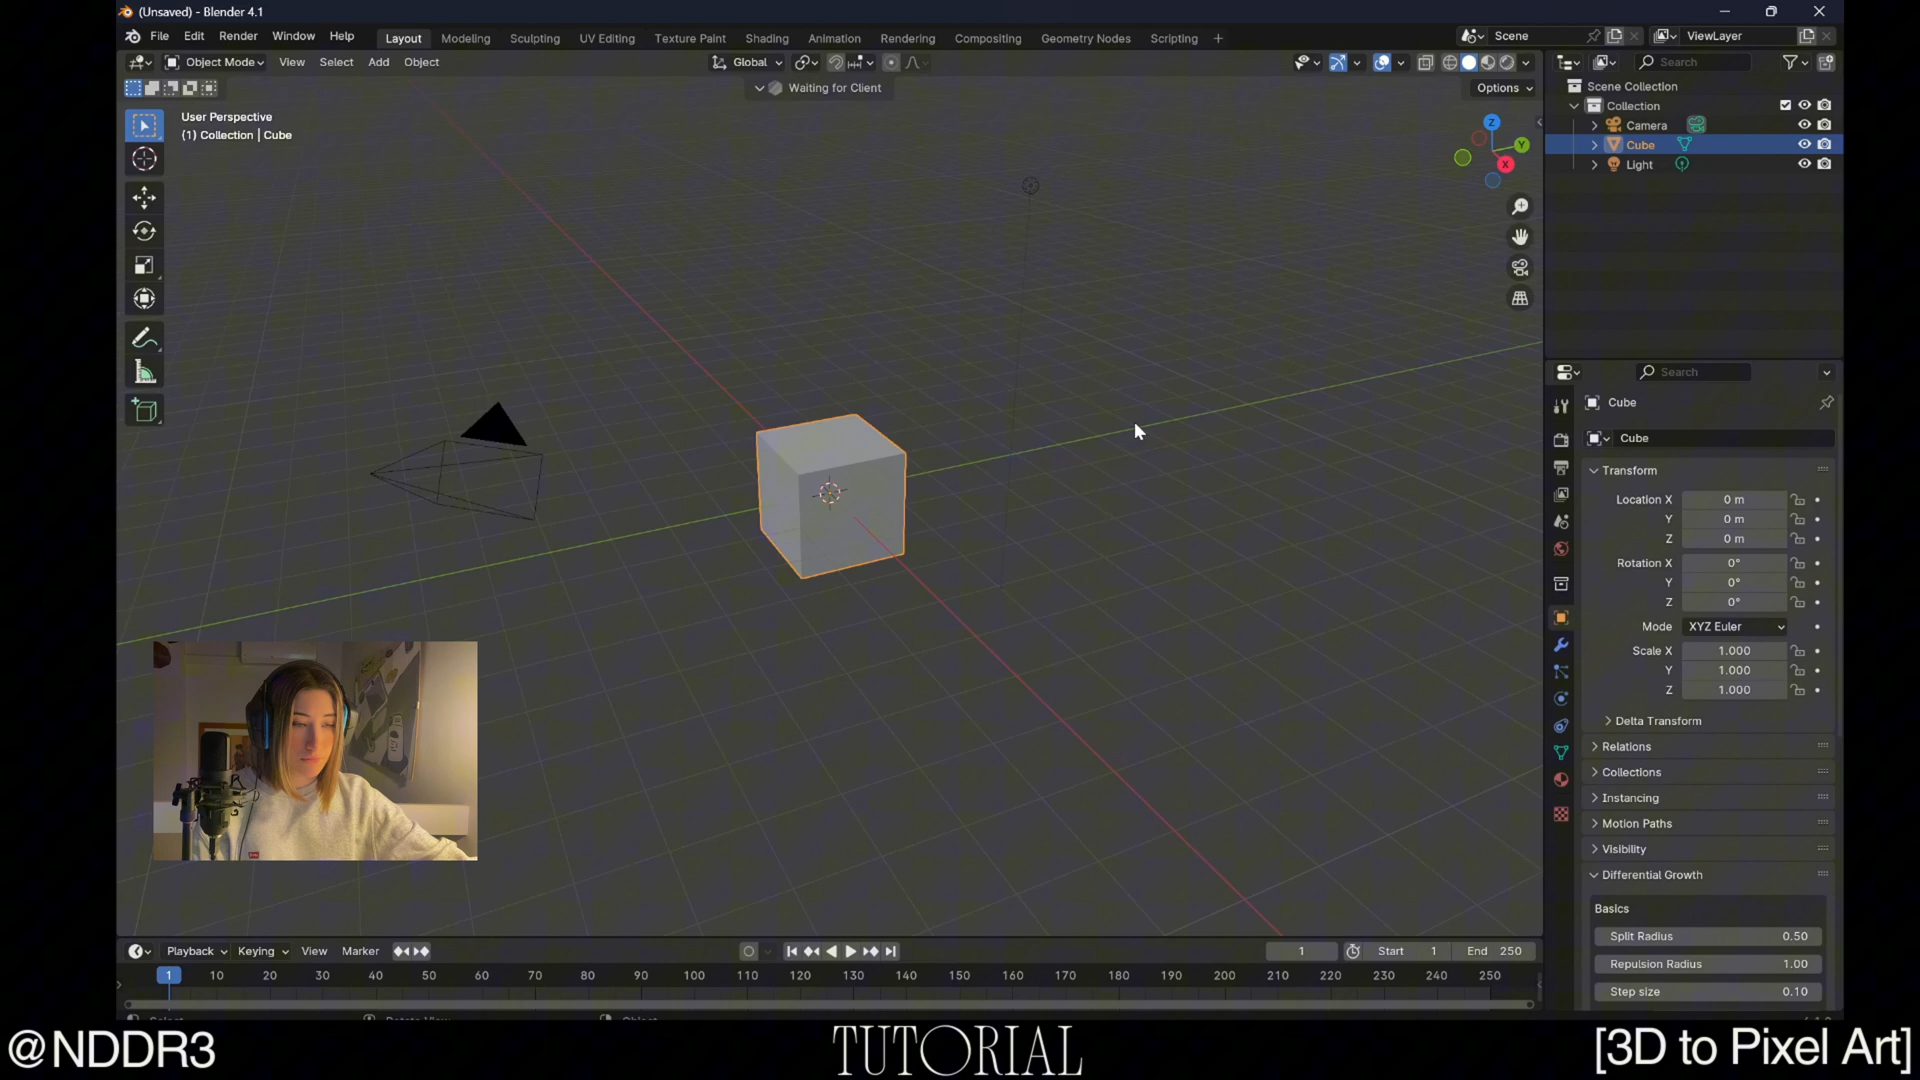 (Unsaved) - Blender 4.1
File Edit Render Window Help Layout Modeling Sculpting UV Editing Texture Paint Shading Animation Rendering Compositing Geometry Nodes Scripting + Scene ViewLayer
Object Mode View Select Add Object Global Search
Waiting for Client Options
User Perspective
(1) Collection | Cube
Z
Y
X
Scene Collection
Collection
Camera
Cube
Light
Search
Cube
Cube
Transform
Location X 0 m
Y 0 m
Z 0 m
Rotation X 0°
Y 0°
Z 0°
Mode XYZ Euler
Scale X 1.000
Y 1.000
Z 1.000
Delta Transform
Relations
Collections
Instancing
Motion Paths
Visibility
Differential Growth
Basics
Split Radius 0.50
Repulsion Radius 1.00
Step size 0.10
Playback Keying View Marker 1 Start 1 End 250
1 10 20 30 40 50 60 70 80 90 100 110 120 130 140 150 160 170 180 190 200 210 220 230 240 250
@NDDR3 TUTORIAL [3D to Pixel Art]